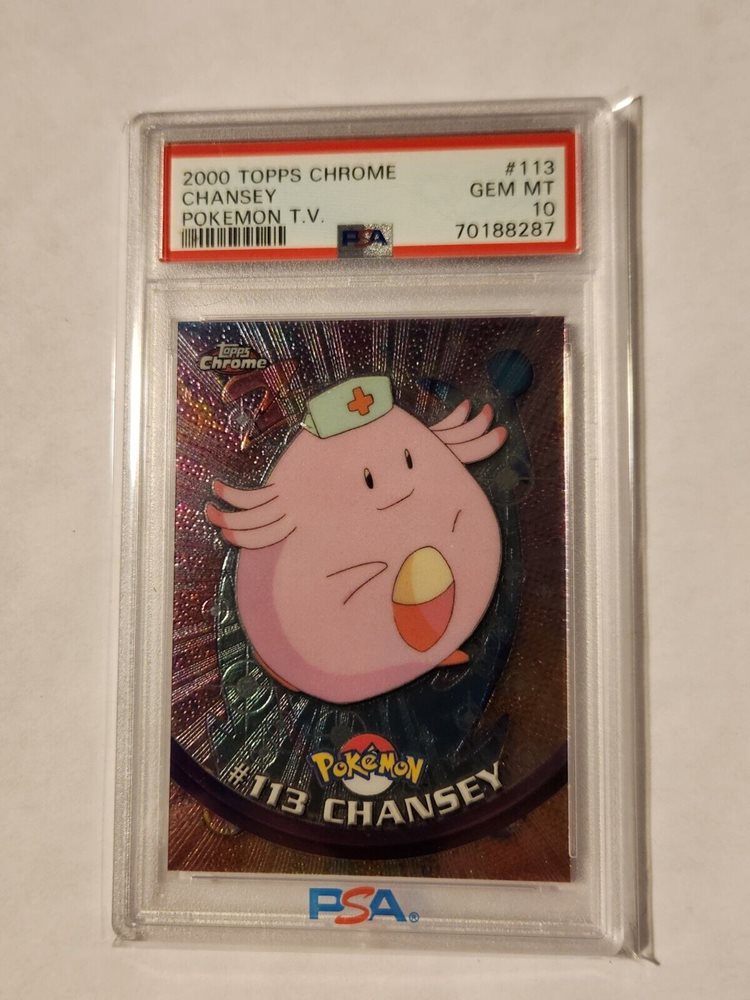 2000 TOPPS CHROME #113
CHANSEY GEM MT
POKEMON T.V. 10
PSA 70188287
Topps
Chrome
POKéMON
#113 CHANSEY
PSA®